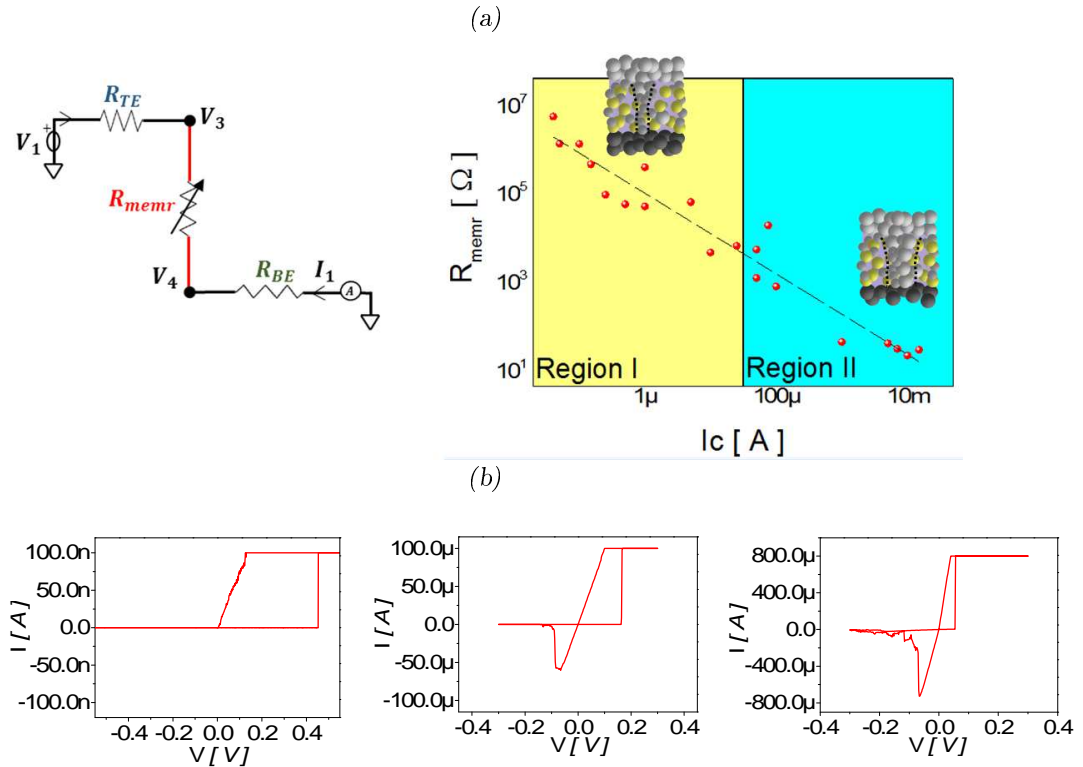 (a)
R_TE
V_3
V_1
+
R_memr
V_4
R_BE
I_1
A
R_memr [ Ω ]
10^7
10^5
10^3
10^1
Region I
Region II
1μ
100μ
10m
Ic [ A ]
(b)
I [A]
100.0n
50.0n
0.0
-50.0n
-100.0n
-0.4 -0.2 0.0 0.2 0.4
V [ V]
I [A]
100.0μ
50.0μ
0.0
-50.0μ
-100.0μ
-0.4 -0.2 0.0 0.2 0.4
V [ V]
I [A]
800.0μ
400.0μ
0.0
-400.0μ
-800.0μ
-0.4 -0.2 0.0 0.2 0.4
V [ V]